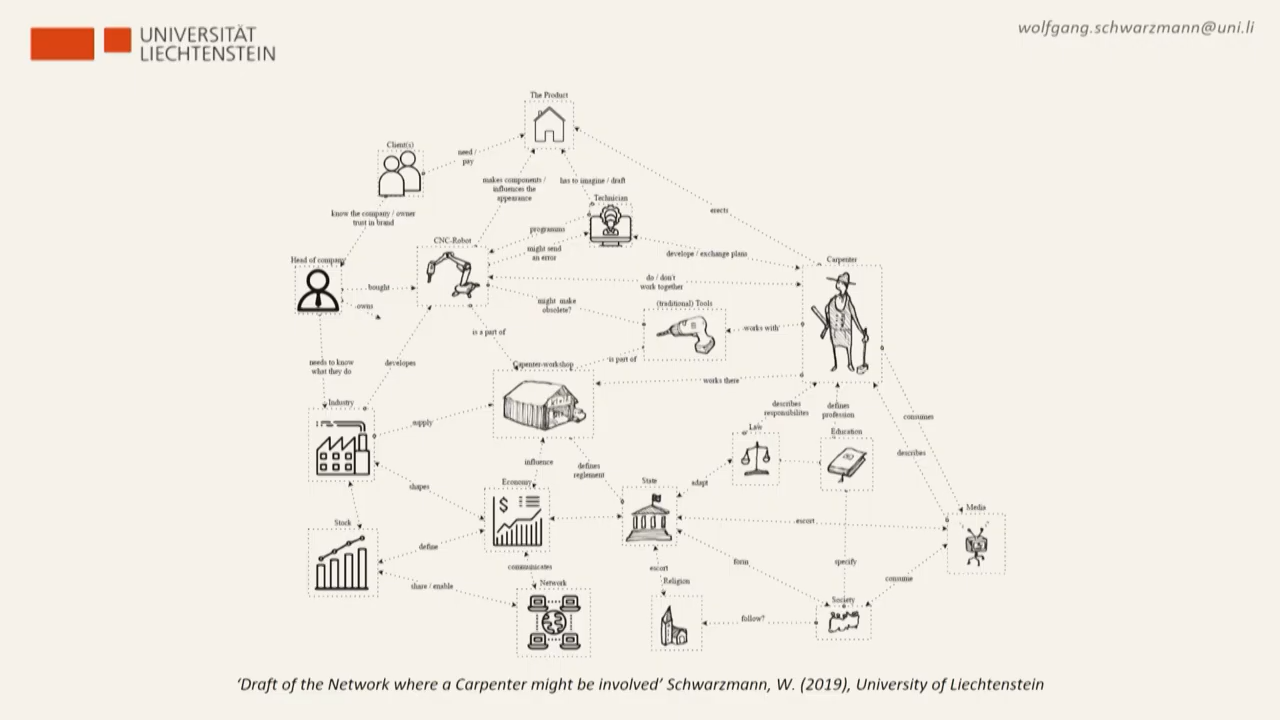 UNIVERSITÄT
LIECHTENSTEIN
wolfgang.schwarzmann@uni.li
The Product
Client(s)
need /
pay
makes components /
influences the
appearance
has to imagine / draft
Technician
know the company / owner
trust in brand
erects
CNC-Robot
programms
might send
an error
develope / exchange plans
Head of company
Carpenter
bought
owns
do / don't
work together
might make
obsolete?
(traditional) Tools
is a part of
works with
needs to know
what they do
developes
Carpenter-workshop
is part of
works there
Industry
supply
describes
responsibilites
defines
profession
consumes
Law
Education
describes
influence
defines
reglement
shapes
Economy
State
adapt
$
Stock
escort
Media
define
communicates
escort
form
specify
consume
share / enable
Network
Religion
Society
follow?
‘Draft of the Network where a Carpenter might be involved’ Schwarzmann, W. (2019), University of Liechtenstein